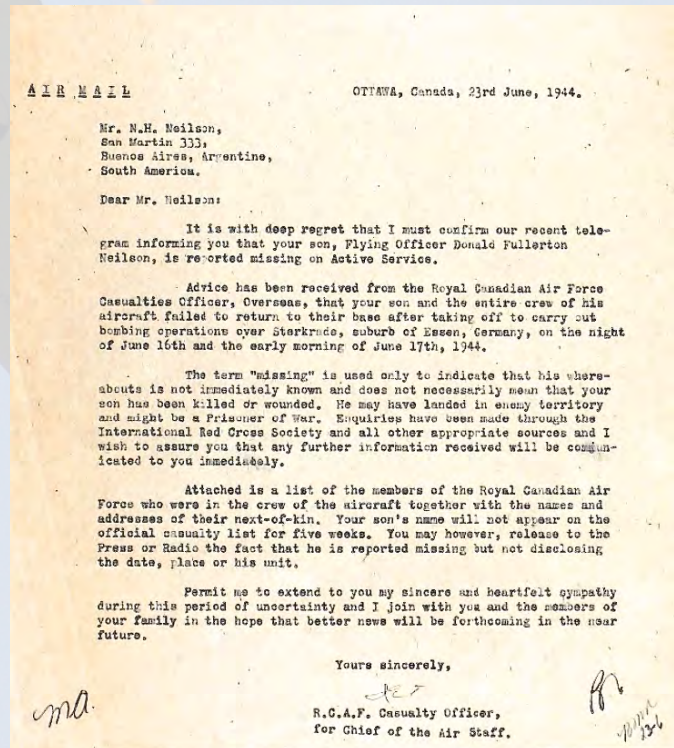 AIR MAIL
OTTAWA, Canada, 23rd June, 1944.
Mr. N.H. Neilson,
San Martin 333,
Buenos Aires, Argentine,
South America.
Dear Mr. Neilson:
It is with deep regret that I must confirm our recent tele-
gram informing you that your son, Flying Officer Donald Fullerton
Neilson, is reported missing on Active Service.
Advice has been received from the Royal Canadian Air Force
Casualties Officer, Overseas, that your son and the entire crew of his
aircraft failed to return to their base after taking off to carry out
bombing operations over Sterkrade, suburb of Essen, Germany, on the night
of June 16th and the early morning of June 17th, 1944.
The term "missing" is used only to indicate that his where-
abouts is not immediately known and does not necessarily mean that your
son has been killed or wounded. He may have landed in enemy territory
and might be a Prisoner of War. Enquiries have been made through the
International Red Cross Society and all other appropriate sources and I
wish to assure you that any further information received will be commun-
icated to you immediately.
Attached is a list of the members of the Royal Canadian Air
Force who were in the crew of the aircraft together with the names and
addresses of their next-of-kin. Your son's name will not appear on the
official casualty list for five weeks. You may however, release to the
Press or Radio the fact that he is reported missing but not disclosing
the date, place or his unit.
Permit me to extend to you my sincere and heartfelt sympathy
during this period of uncertainty and I join with you and the members of
your family in the hope that better news will be forthcoming in the near
future.
Yours sincerely,
R.C.A.F. Casualty Officer,
for Chief of the Air Staff.